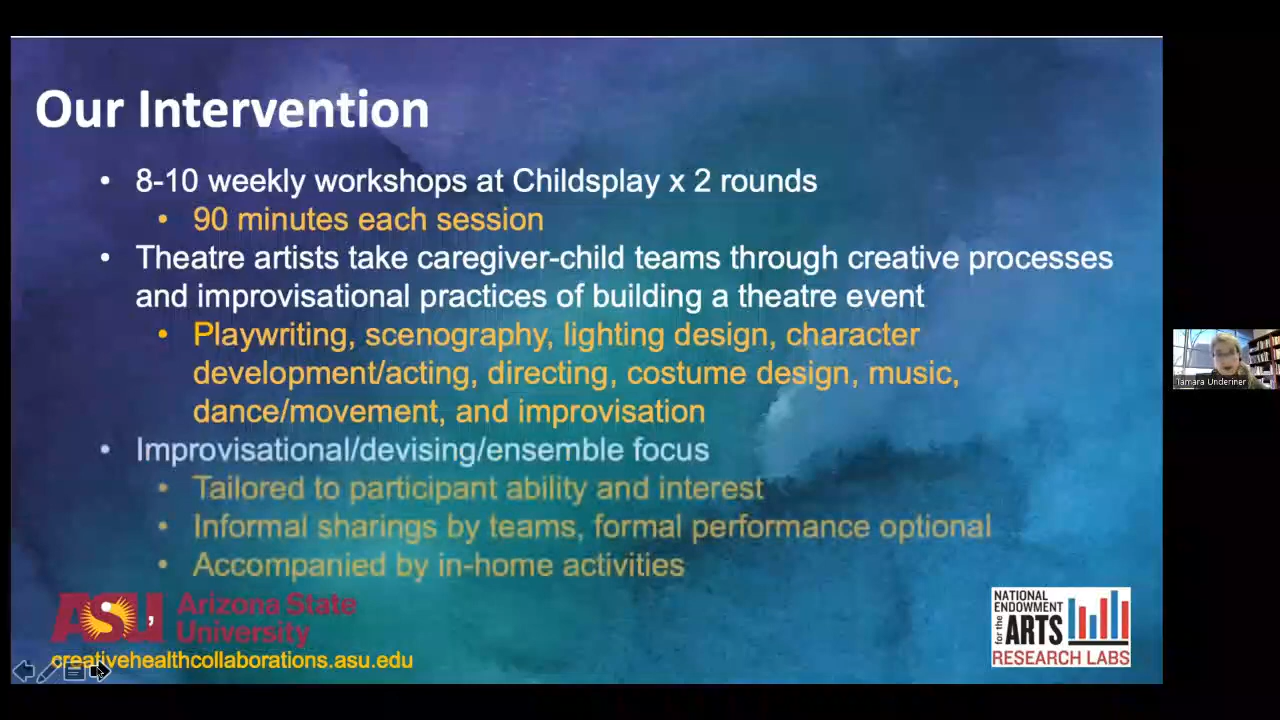 Our Intervention
• 8-10 weekly workshops at Childsplay x 2 rounds
• 90 minutes each session
• Theatre artists take caregiver-child teams through creative processes
and improvisational practices of building a theatre event
• Playwriting, scenography, lighting design, character
development/acting, directing, costume design, music,
dance/movement, and improvisation
• Improvisational/devising/ensemble focus
• Tailored to participant ability and interest
• Informal sharings by teams, formal performance optional
• Accompanied by in-home activities
ASU Arizona State
University
,
creativehealthcollaborations.asu.edu
NATIONAL
ENDOWMENT
for the ARTS
RESEARCH LABS
Tamara Underiner